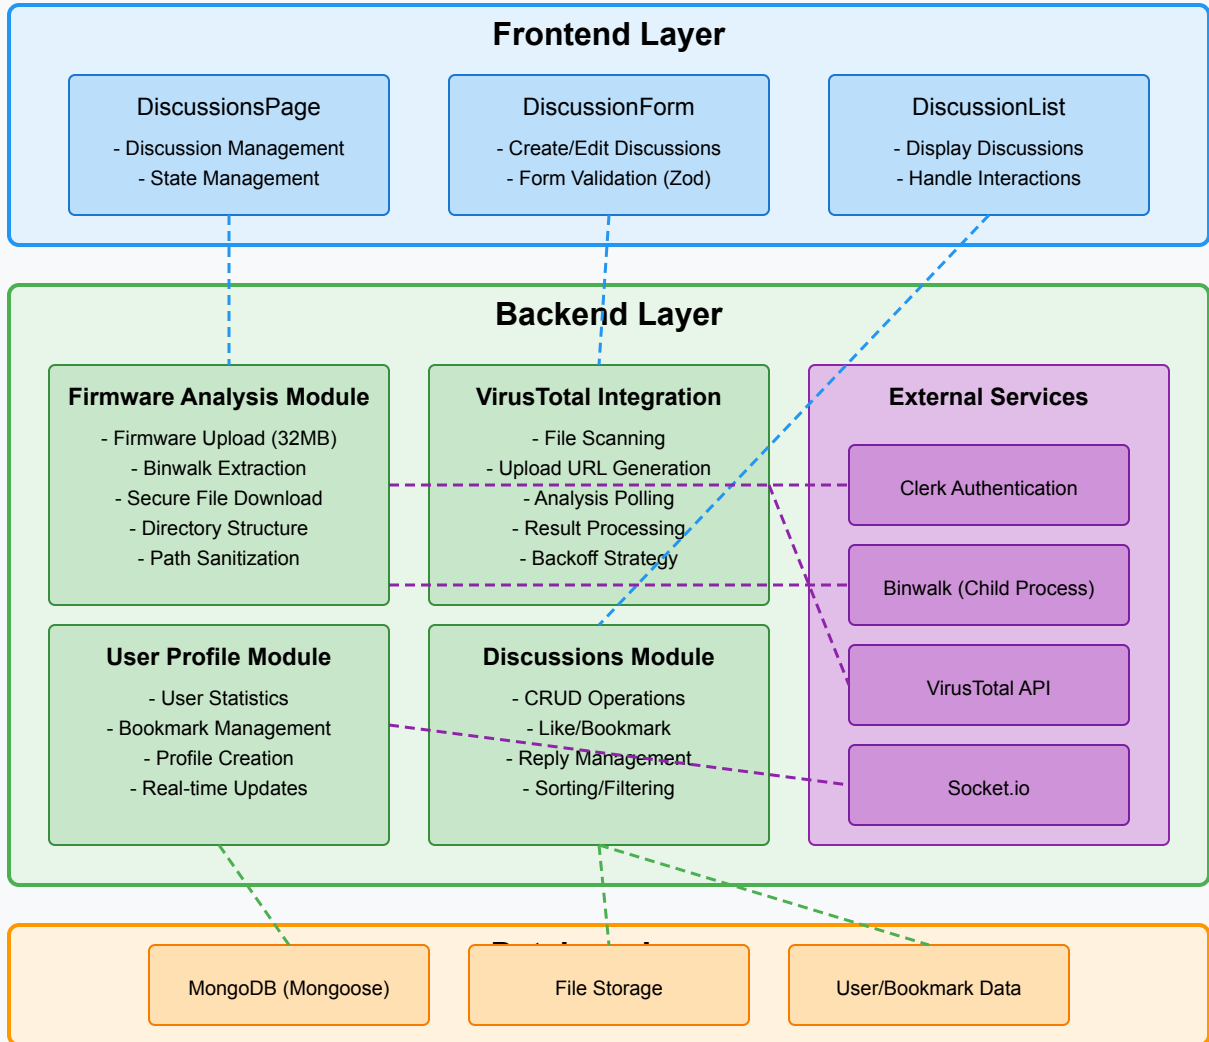 Frontend Layer
DiscussionsPage
- Discussion Management
- State Management
DiscussionForm
- Create/Edit Discussions
- Form Validation (Zod)
DiscussionList
- Display Discussions
- Handle Interactions
Backend Layer
Firmware Analysis Module
- Firmware Upload (32MB)
- Binwalk Extraction
- Secure File Download
- Directory Structure
- Path Sanitization
VirusTotal Integration
- File Scanning
- Upload URL Generation
- Analysis Polling
- Result Processing
- Backoff Strategy
External Services
Clerk Authentication
Binwalk (Child Process)
VirusTotal API
Socket.io
User Profile Module
- User Statistics
- Bookmark Management
- Profile Creation
- Real-time Updates
Discussions Module
- CRUD Operations
- Like/Bookmark
- Reply Management
- Sorting/Filtering
MongoDB (Mongoose)
File Storage
User/Bookmark Data